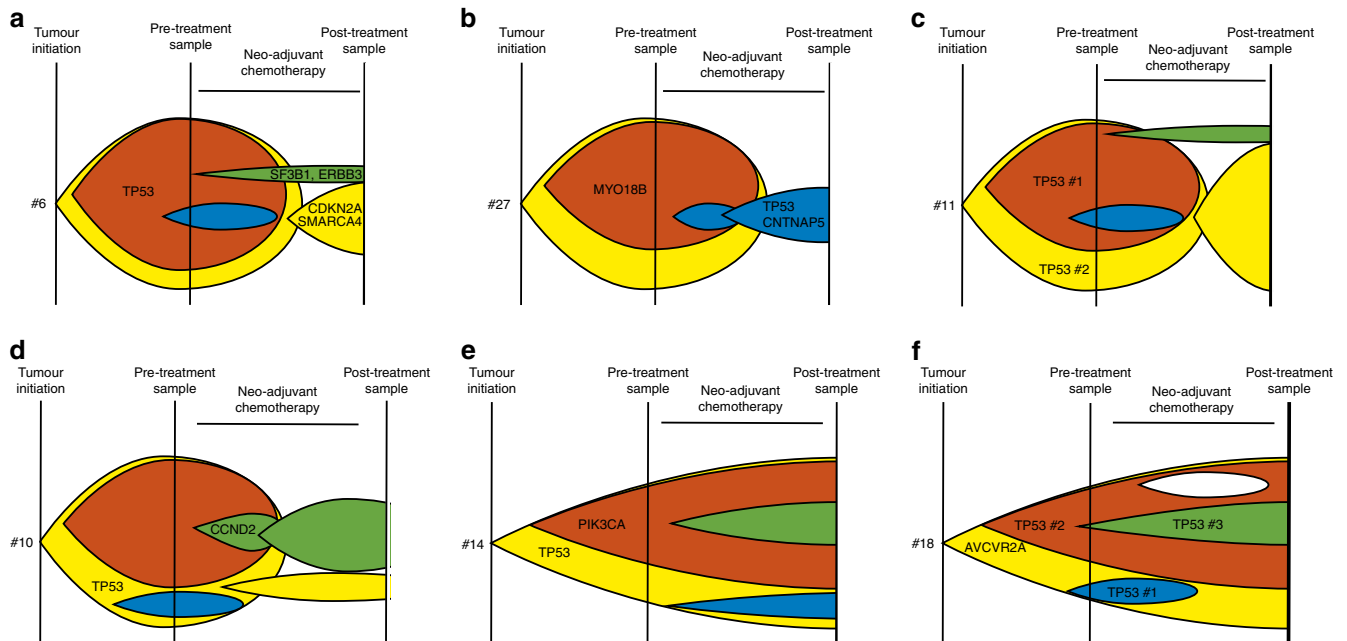 a
Tumour
initiation
Pre-treatment
sample
Post-treatment
sample
Neo-adjuvant
chemotherapy
#6
TP53
SF3B1, ERBB3
CDKN2A
SMARCA4
b
Tumour
initiation
Pre-treatment
sample
Post-treatment
sample
Neo-adjuvant
chemotherapy
#27
MYO18B
TP53
CNTNAP5
c
Tumour
initiation
Pre-treatment
sample
Post-treatment
sample
Neo-adjuvant
chemotherapy
#11
TP53 #1
TP53 #2
d
Tumour
initiation
Pre-treatment
sample
Post-treatment
sample
Neo-adjuvant
chemotherapy
#10
CCND2
TP53
e
Tumour
initiation
Pre-treatment
sample
Post-treatment
sample
Neo-adjuvant
chemotherapy
#14
PIK3CA
TP53
f
Tumour
initiation
Pre-treatment
sample
Post-treatment
sample
Neo-adjuvant
chemotherapy
#18
TP53 #2
TP53 #3
AVCVR2A
TP53 #1